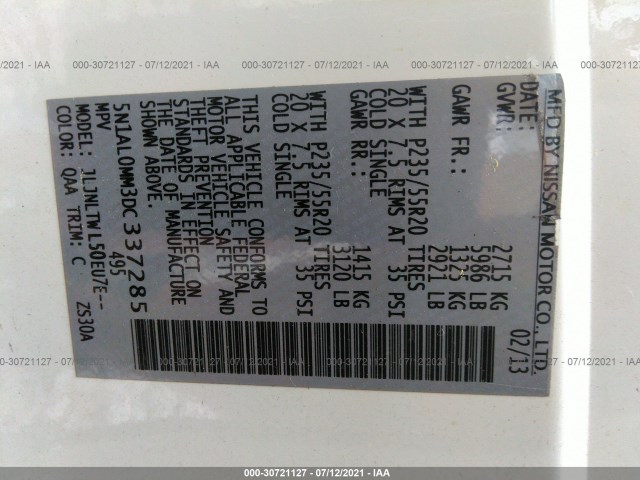 MFD BY NISSAN MOTOR CO., LTD.
DATE: 02/13
GVWR: 2715 KG
5986 LB
GAWR FR.: 1325 KG
2921 LB
WITH P235/55R20 TIRES
20 X 7.5 RIMS AT 35 PSI
COLD SINGLE
GAWR RR.: 1415 KG
3120 LB
WITH P235/55R20 TIRES
20 X 7.5 RIMS AT 35 PSI
COLD SINGLE
THIS VEHICLE CONFORMS TO
ALL APPLICABLE FEDERAL
MOTOR VEHICLE SAFETY AND
THEFT PREVENTION
STANDARDS IN EFFECT ON
THE DATE OF MANUFACTURE
SHOWN ABOVE.
5N1AL0MM3DC337285
MPV 495
MODEL: JLJNLTWL50EU7E--
COLOR: QAA TRIM: C ZS30A
000-30721127 - 07/12/2021 - IAA